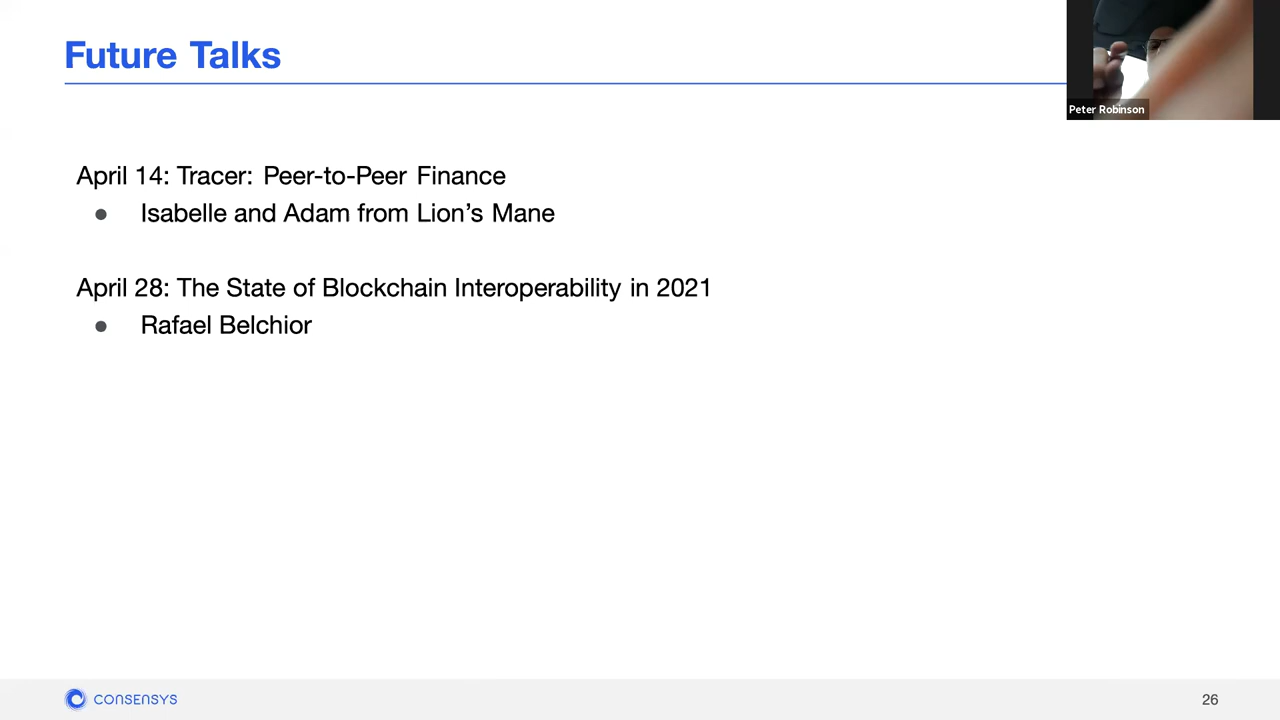 Future Talks
Peter Robinson
April 14: Tracer: Peer-to-Peer Finance
● Isabelle and Adam from Lion’s Mane
April 28: The State of Blockchain Interoperability in 2021
● Rafael Belchior
CONSENSYS
26